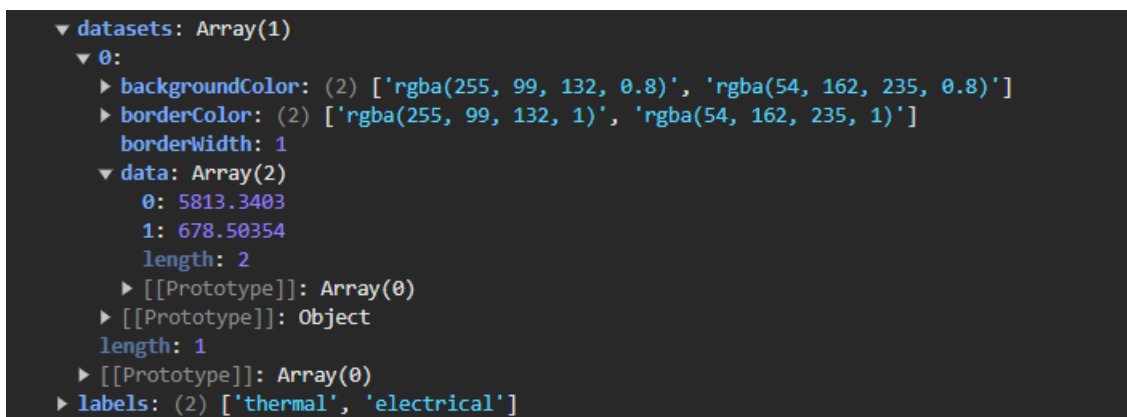 ▼ datasets: Array(1)
▼ 0:
▶ backgroundColor: (2) ['rgba(255, 99, 132, 0.8)', 'rgba(54, 162, 235, 0.8)']
▶ borderColor: (2) ['rgba(255, 99, 132, 1)', 'rgba(54, 162, 235, 1)']
borderWidth: 1
▼ data: Array(2)
0: 5813.3403
1: 678.50354
length: 2
▶ [[Prototype]]: Array(0)
▶ [[Prototype]]: Object
length: 1
▶ [[Prototype]]: Array(0)
▶ labels: (2) ['thermal', 'electrical']